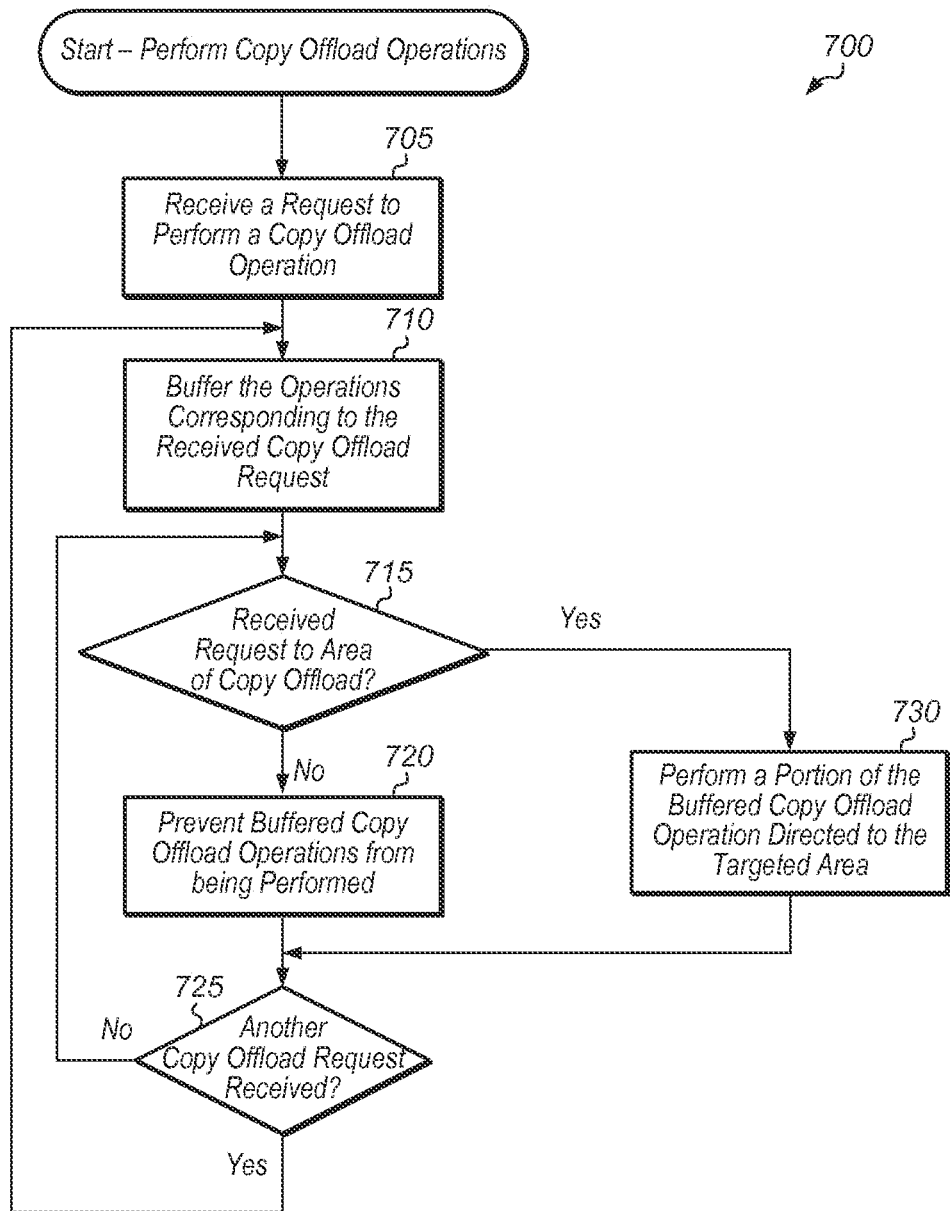 Start – Perform Copy Offload Operations
700
705
Receive a Request to
Perform a Copy Offload
Operation
710
Buffer the Operations
Corresponding to the
Received Copy Offload
Request
715
Received
Request to Area
of Copy Offload?
Yes
No
720
Prevent Buffered Copy
Offload Operations from
being Performed
730
Perform a Portion of the
Buffered Copy Offload
Operation Directed to the
Targeted Area
725
No
Another
Copy Offload Request
Received?
Yes